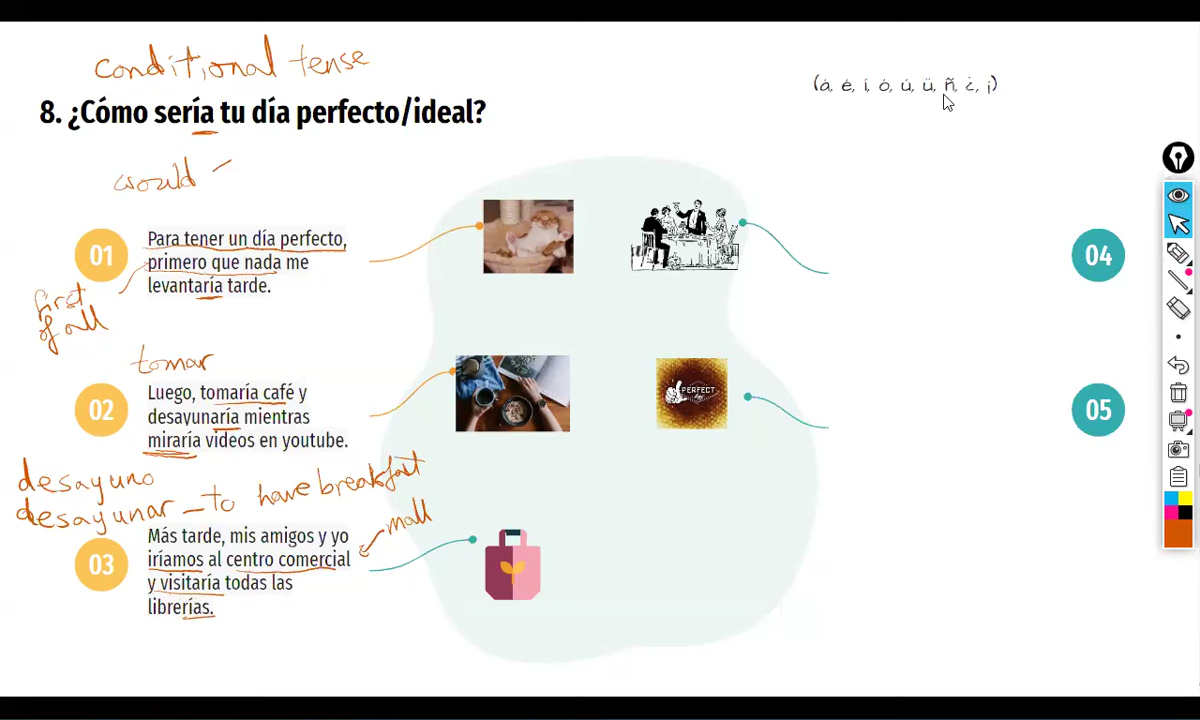 conditional tense
(á, é, í, ó, ú, ü, ñ, ¿, ¡)
8. ¿Cómo sería tu día perfecto/ideal?
would
01
Para tener un día perfecto,
primero que nada me
levantaría tarde.
first
of all
04
tomar
02
Luego, tomaría café y
desayunaría mientras
miraría videos en youtube.
PERFECT
05
desayuno
desayunar - to have breakfast
mall
03
Más tarde, mis amigos y yo
iríamos al centro comercial
y visitaría todas las
librerías.